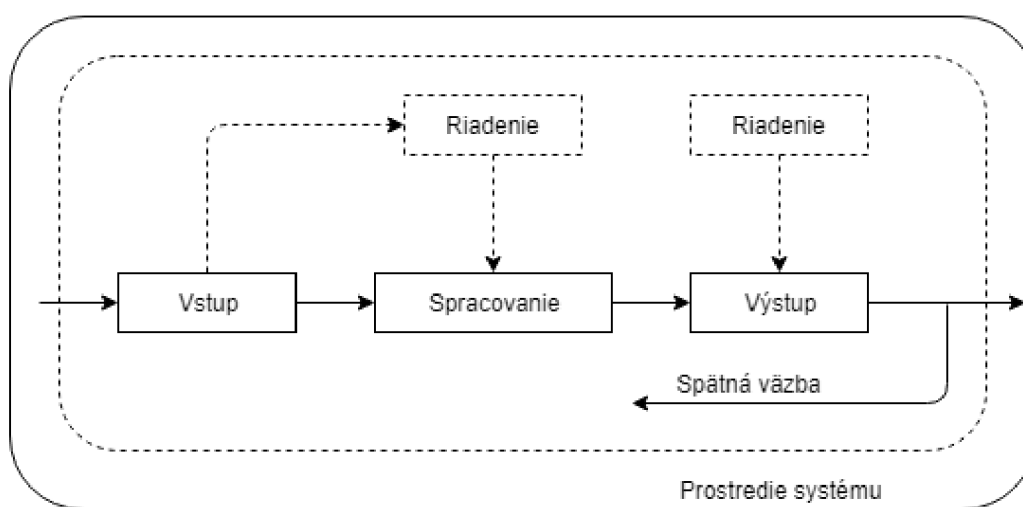 Riadenie
Riadenie
Vstup
Spracovanie
Výstup
Spätná väzba
Prostredie systému